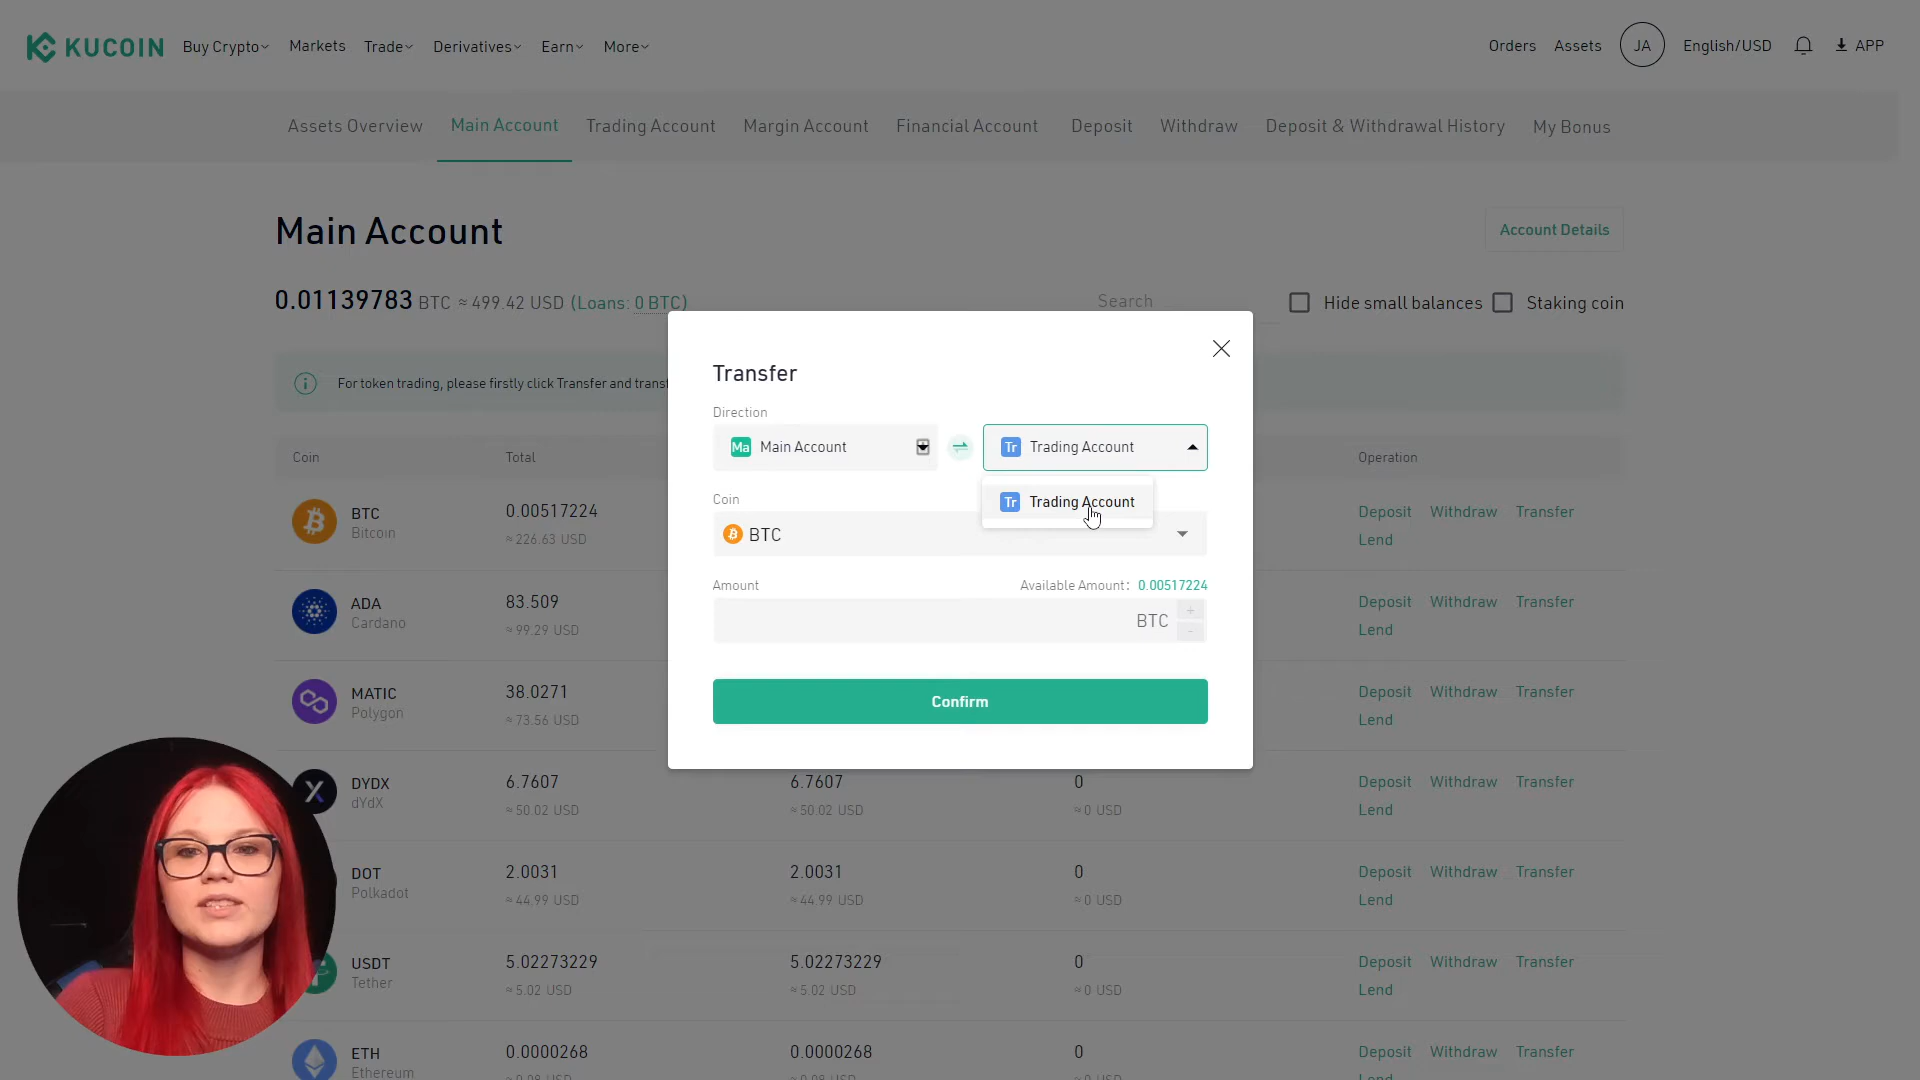 KUCOIN Buy Crypto Markets Trade Derivatives Earn More Orders Assets JA English/USD APP
Assets Overview Main Account Trading Account Margin Account Financial Account Deposit Withdraw Deposit & Withdrawal History My Bonus
Main Account Account Details
0.01139783 BTC ≈ 499.42 USD (Loans: 0 BTC) Search Hide small balances Staking coin
For token trading, please firstly click Transfer and transf
Transfer
Direction
Ma Main Account Tr Trading Account
Tr Trading Account
Coin
BTC
Amount Available Amount: 0.00517224
BTC
+
-
Confirm
Coin Total Operation
BTC 0.00517224 Deposit Withdraw Transfer
Bitcoin ≈ 226.63 USD Lend
ADA 83.509 Deposit Withdraw Transfer
Cardano ≈ 99.29 USD Lend
MATIC 38.0271 Deposit Withdraw Transfer
Polygon ≈ 73.56 USD Lend
DYDX 6.7607 6.7607 0 Deposit Withdraw Transfer
dYdX ≈ 50.02 USD ≈ 50.02 USD ≈ 0 USD Lend
DOT 2.0031 2.0031 0 Deposit Withdraw Transfer
Polkadot ≈ 44.99 USD ≈ 44.99 USD ≈ 0 USD Lend
USDT 5.02273229 5.02273229 0 Deposit Withdraw Transfer
Tether ≈ 5.02 USD ≈ 5.02 USD ≈ 0 USD Lend
ETH 0.0000268 0.0000268 0 Deposit Withdraw Transfer
Ethereum